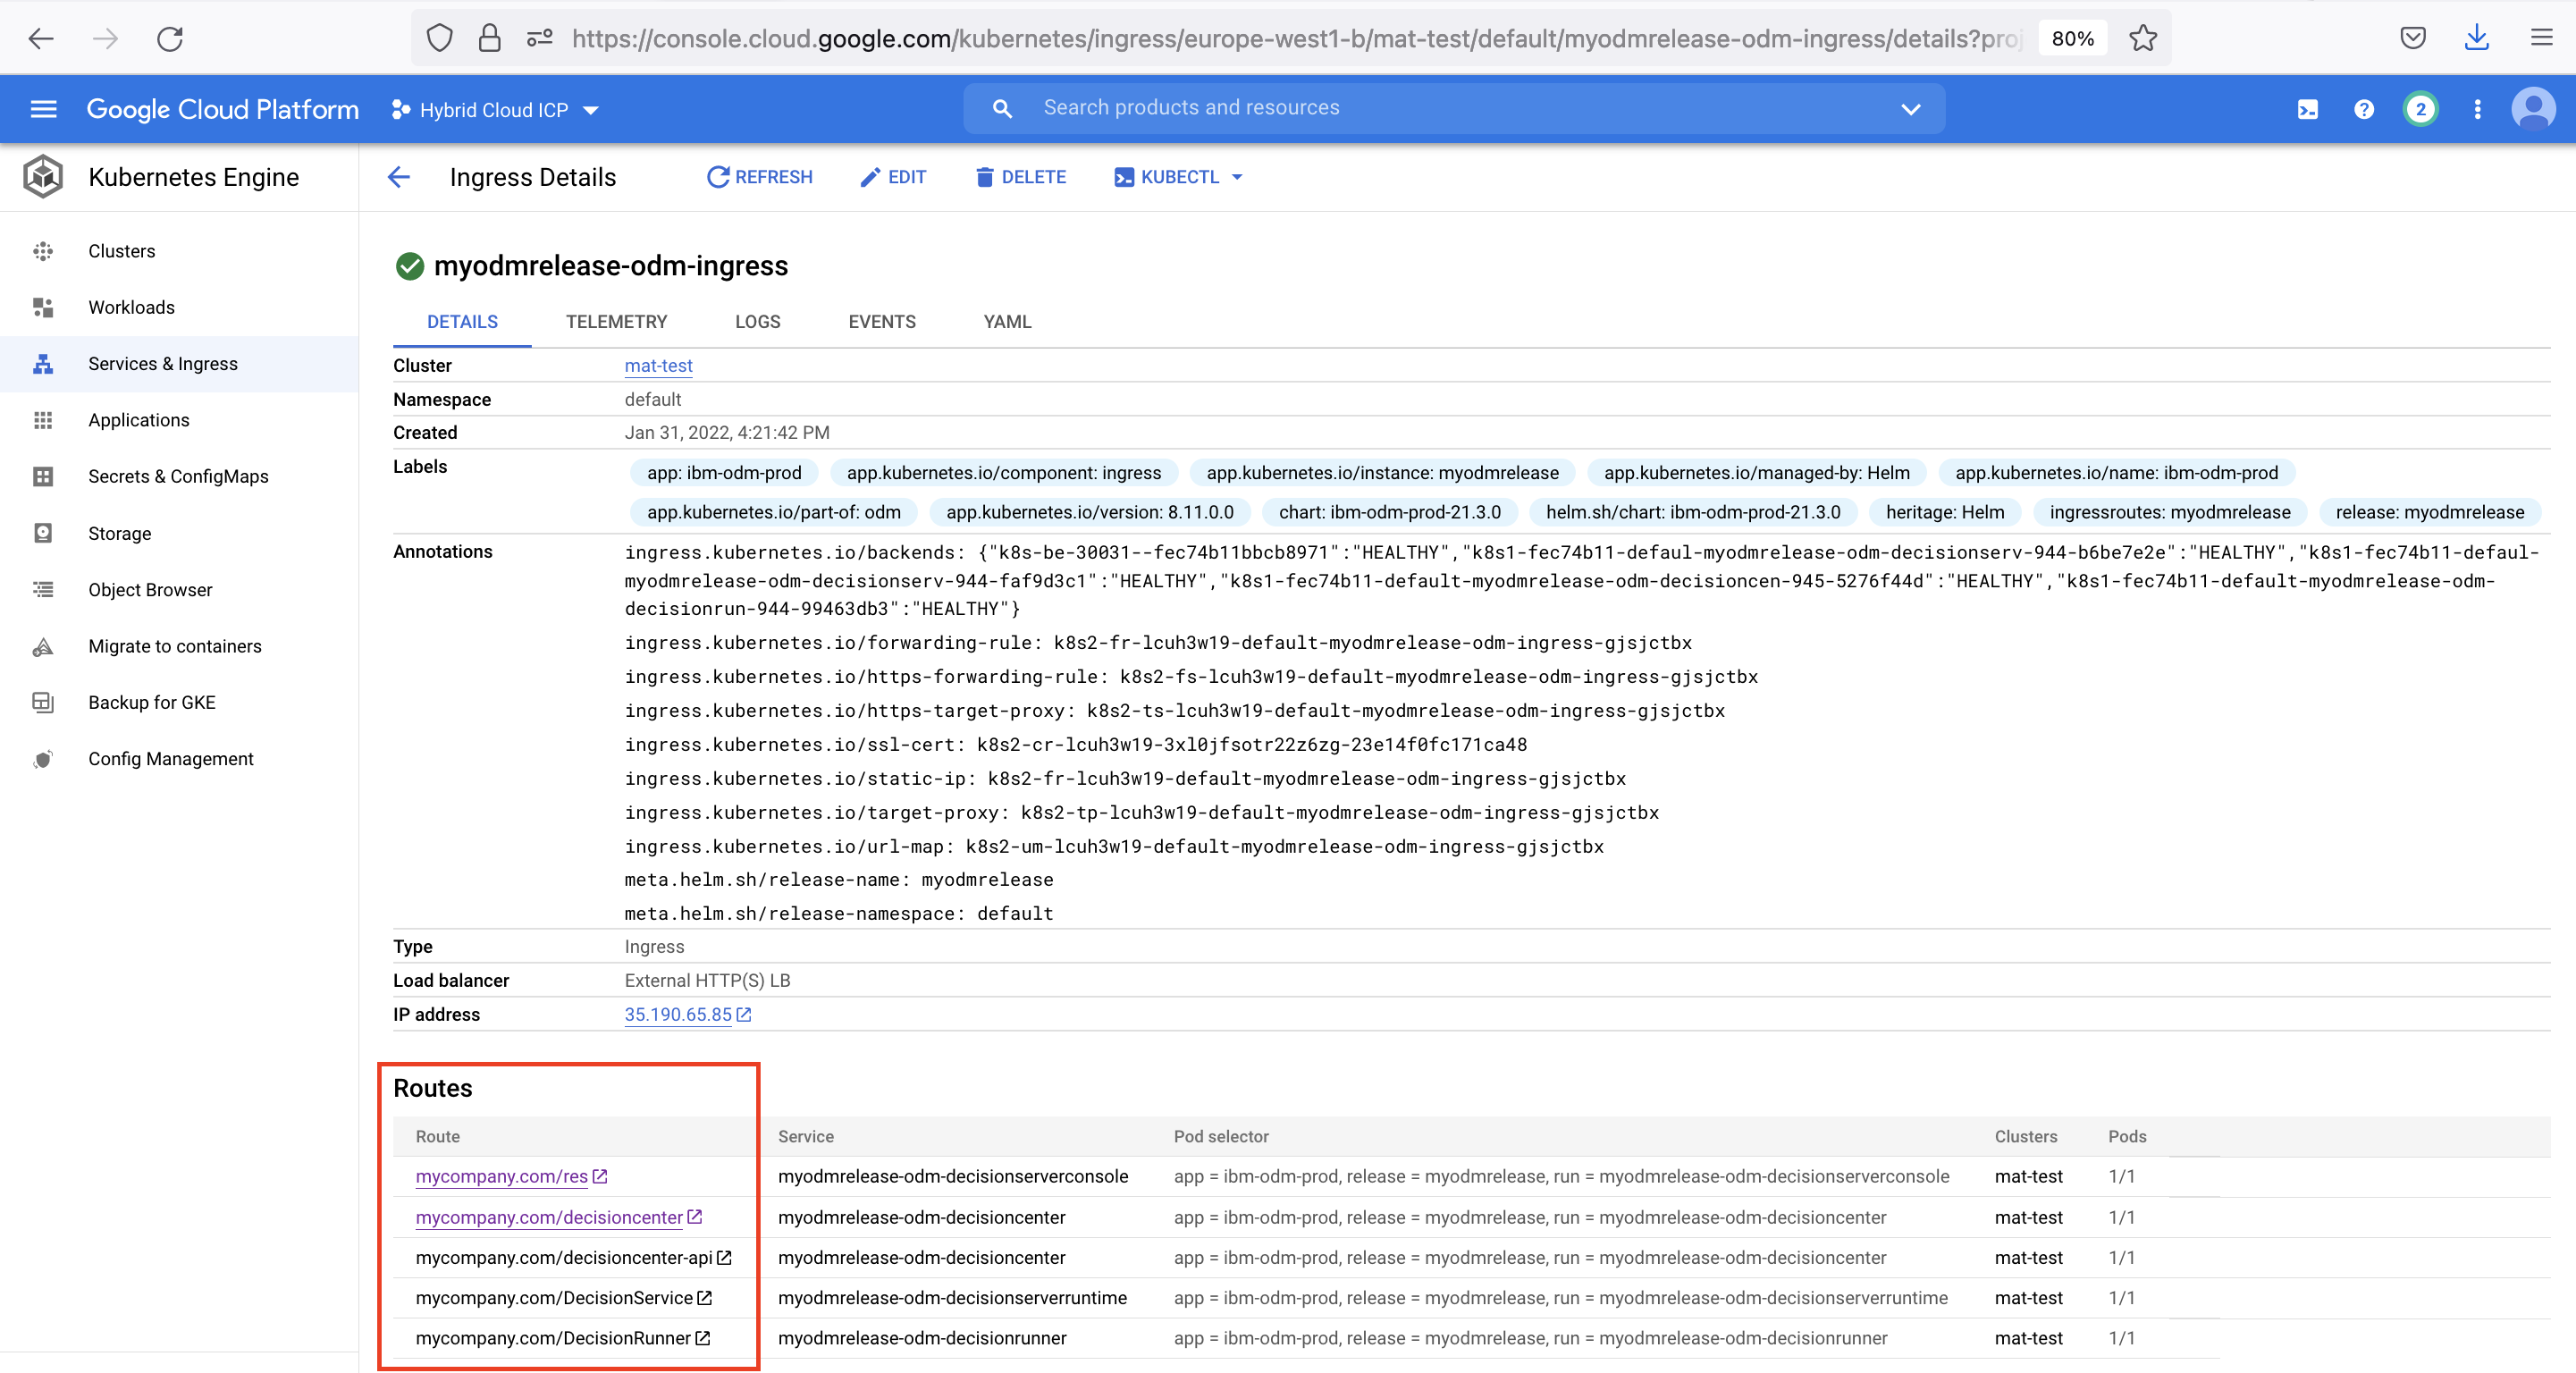 https://console.cloud.google.com/kubernetes/ingress/europe-west1-b/mat-test/default/myodmrelease-odm-ingress/details?proj
80%
Google Cloud Platform
Hybrid Cloud ICP
Search products and resources
2
Kubernetes Engine
Ingress Details
REFRESH
EDIT
DELETE
KUBECTL
Clusters
Workloads
Services & Ingress
Applications
Secrets & ConfigMaps
Storage
Object Browser
Migrate to containers
Backup for GKE
Config Management
myodmrelease-odm-ingress
DETAILS TELEMETRY LOGS EVENTS YAML
Cluster mat-test
Namespace default
Created Jan 31, 2022, 4:21:42 PM
Labels app: ibm-odm-prod app.kubernetes.io/component: ingress app.kubernetes.io/instance: myodmrelease app.kubernetes.io/managed-by: Helm app.kubernetes.io/name: ibm-odm-prod
app.kubernetes.io/part-of: odm app.kubernetes.io/version: 8.11.0.0 chart: ibm-odm-prod-21.3.0 helm.sh/chart: ibm-odm-prod-21.3.0 heritage: Helm ingressroutes: myodmrelease release: myodmrelease
Annotations ingress.kubernetes.io/backends: {"k8s-be-30031--fec74b11bbcb8971":"HEALTHY","k8s1-fec74b11-defaul-myodmrelease-odm-decisionserv-944-b6be7e2e":"HEALTHY","k8s1-fec74b11-defaul-
myodmrelease-odm-decisionserv-944-faf9d3c1":"HEALTHY","k8s1-fec74b11-default-myodmrelease-odm-decisioncen-945-5276f44d":"HEALTHY","k8s1-fec74b11-default-myodmrelease-odm-
decisionrun-944-99463db3":"HEALTHY"}
ingress.kubernetes.io/forwarding-rule: k8s2-fr-lcuh3w19-default-myodmrelease-odm-ingress-gjsjctbx
ingress.kubernetes.io/https-forwarding-rule: k8s2-fs-lcuh3w19-default-myodmrelease-odm-ingress-gjsjctbx
ingress.kubernetes.io/https-target-proxy: k8s2-ts-lcuh3w19-default-myodmrelease-odm-ingress-gjsjctbx
ingress.kubernetes.io/ssl-cert: k8s2-cr-lcuh3w19-3xl0jfsotr22z6zg-23e14f0fc171ca48
ingress.kubernetes.io/static-ip: k8s2-fr-lcuh3w19-default-myodmrelease-odm-ingress-gjsjctbx
ingress.kubernetes.io/target-proxy: k8s2-tp-lcuh3w19-default-myodmrelease-odm-ingress-gjsjctbx
ingress.kubernetes.io/url-map: k8s2-um-lcuh3w19-default-myodmrelease-odm-ingress-gjsjctbx
meta.helm.sh/release-name: myodmrelease
meta.helm.sh/release-namespace: default
Type Ingress
Load balancer External HTTP(S) LB
IP address 35.190.65.85
Routes
Route Service Pod selector Clusters Pods
mycompany.com/res myodmrelease-odm-decisionserverconsole app = ibm-odm-prod, release = myodmrelease, run = myodmrelease-odm-decisionserverconsole mat-test 1/1
mycompany.com/decisioncenter myodmrelease-odm-decisioncenter app = ibm-odm-prod, release = myodmrelease, run = myodmrelease-odm-decisioncenter mat-test 1/1
mycompany.com/decisioncenter-api myodmrelease-odm-decisioncenter app = ibm-odm-prod, release = myodmrelease, run = myodmrelease-odm-decisioncenter mat-test 1/1
mycompany.com/DecisionService myodmrelease-odm-decisionserverruntime app = ibm-odm-prod, release = myodmrelease, run = myodmrelease-odm-decisionserverruntime mat-test 1/1
mycompany.com/DecisionRunner myodmrelease-odm-decisionrunner app = ibm-odm-prod, release = myodmrelease, run = myodmrelease-odm-decisionrunner mat-test 1/1